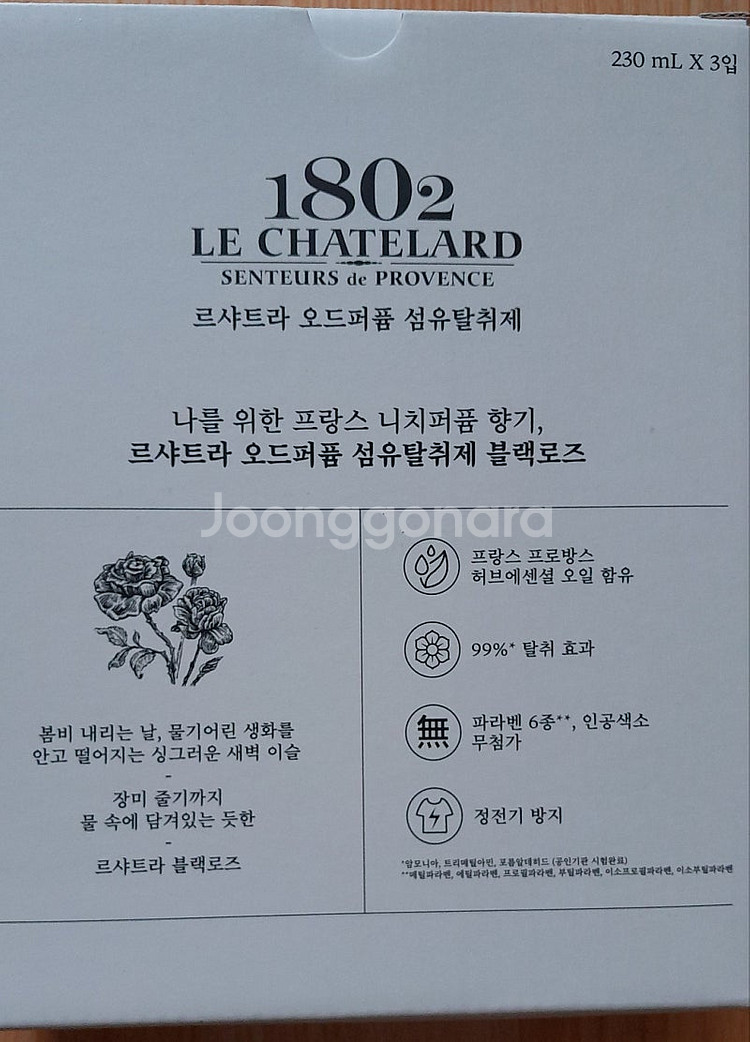 230 mL X 3입
1802
LE CHATELARD
SENTEURS de PROVENCE
르샤트라 오드퍼퓸 섬유탈취제
나를 위한 프랑스 니치퍼퓸 향기,
르샤트라 오드퍼퓸 섬유탈취제 블랙로즈
Joonggonara
봄비 내리는 날, 물기어린 생화를
안고 떨어지는 싱그러운 새벽 이슬
-
장미 줄기까지
물 속에 담겨있는 듯한
-
르샤트라 블랙로즈
프랑스 프로방스
허브에센셜 오일 함유
99%* 탈취 효과
無
파라벤 6종**, 인공색소
무첨가
정전기 방지
*암모니아, 트리메틸아민, 포름알데히드 (공인기관 시험완료)
**메틸파라벤, 에틸파라벤, 프로필파라벤, 부틸파라벤, 이소프로필파라벤, 이소부틸파라벤